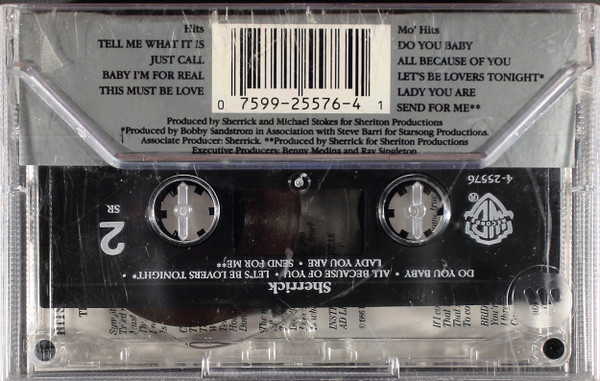 Hits
TELL ME WHAT IT IS
JUST CALL
BABY I'M FOR REAL
THIS MUST BE LOVE
0 7599-25576-4 1
Mo' Hits
DO YOU BABY
ALL BECAUSE OF YOU
LET'S BE LOVERS TONIGHT*
LADY YOU ARE
SEND FOR ME**
Produced by Sherrick and Michael Stokes for Sheriton Productions
*Produced by Bobby Sandstrom in Association with Steve Barri for Starsong Productions.
Associate Producer: Sherrick. **Produced by Sherrick for Sheriton Productions
Executive Producers: Benny Medina and Ray Singleton
Sherrick
DO YOU BABY • ALL BECAUSE OF YOU • LET'S BE LOVERS TONIGHT* •
LADY YOU ARE • SEND FOR ME**
2
SR
4-25576
WB
RECORDS
®
HITS